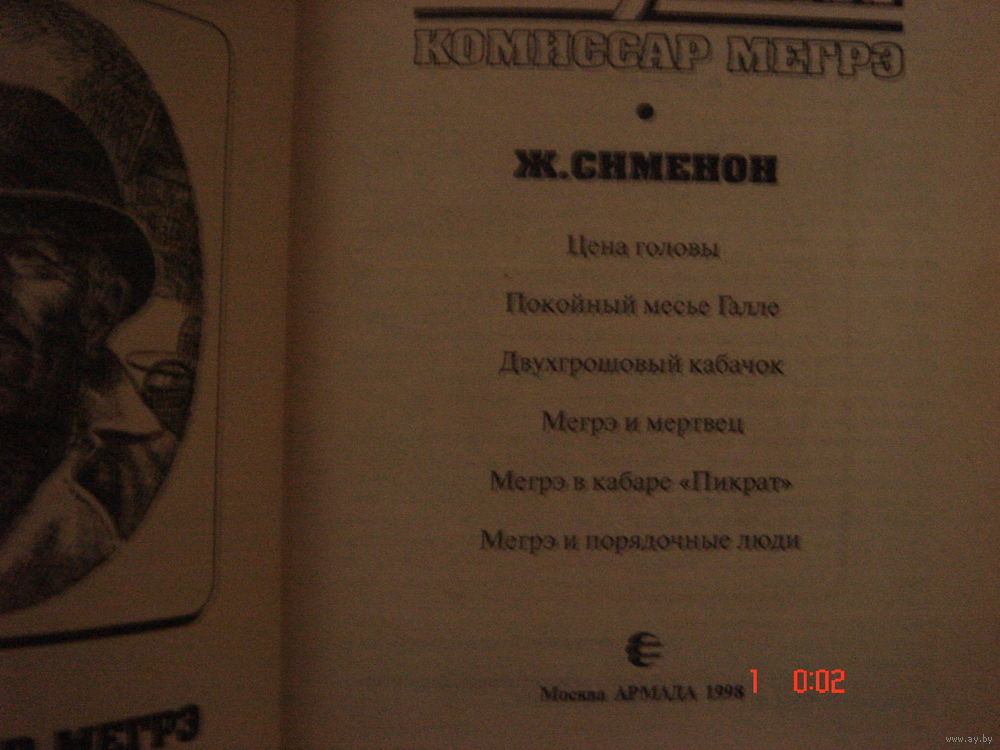 КОМИССАР МЕГРЭ
Ж.СИМЕНОН
Цена головы
Покойный месье Галле
Двухгрошовый кабачок
Мегрэ и мертвец
Мегрэ в кабаре «Пикрат»
Мегрэ и порядочные люди
Москва АРМАДА 1998
1 0:02
МЕГРЭ
www.ay.by